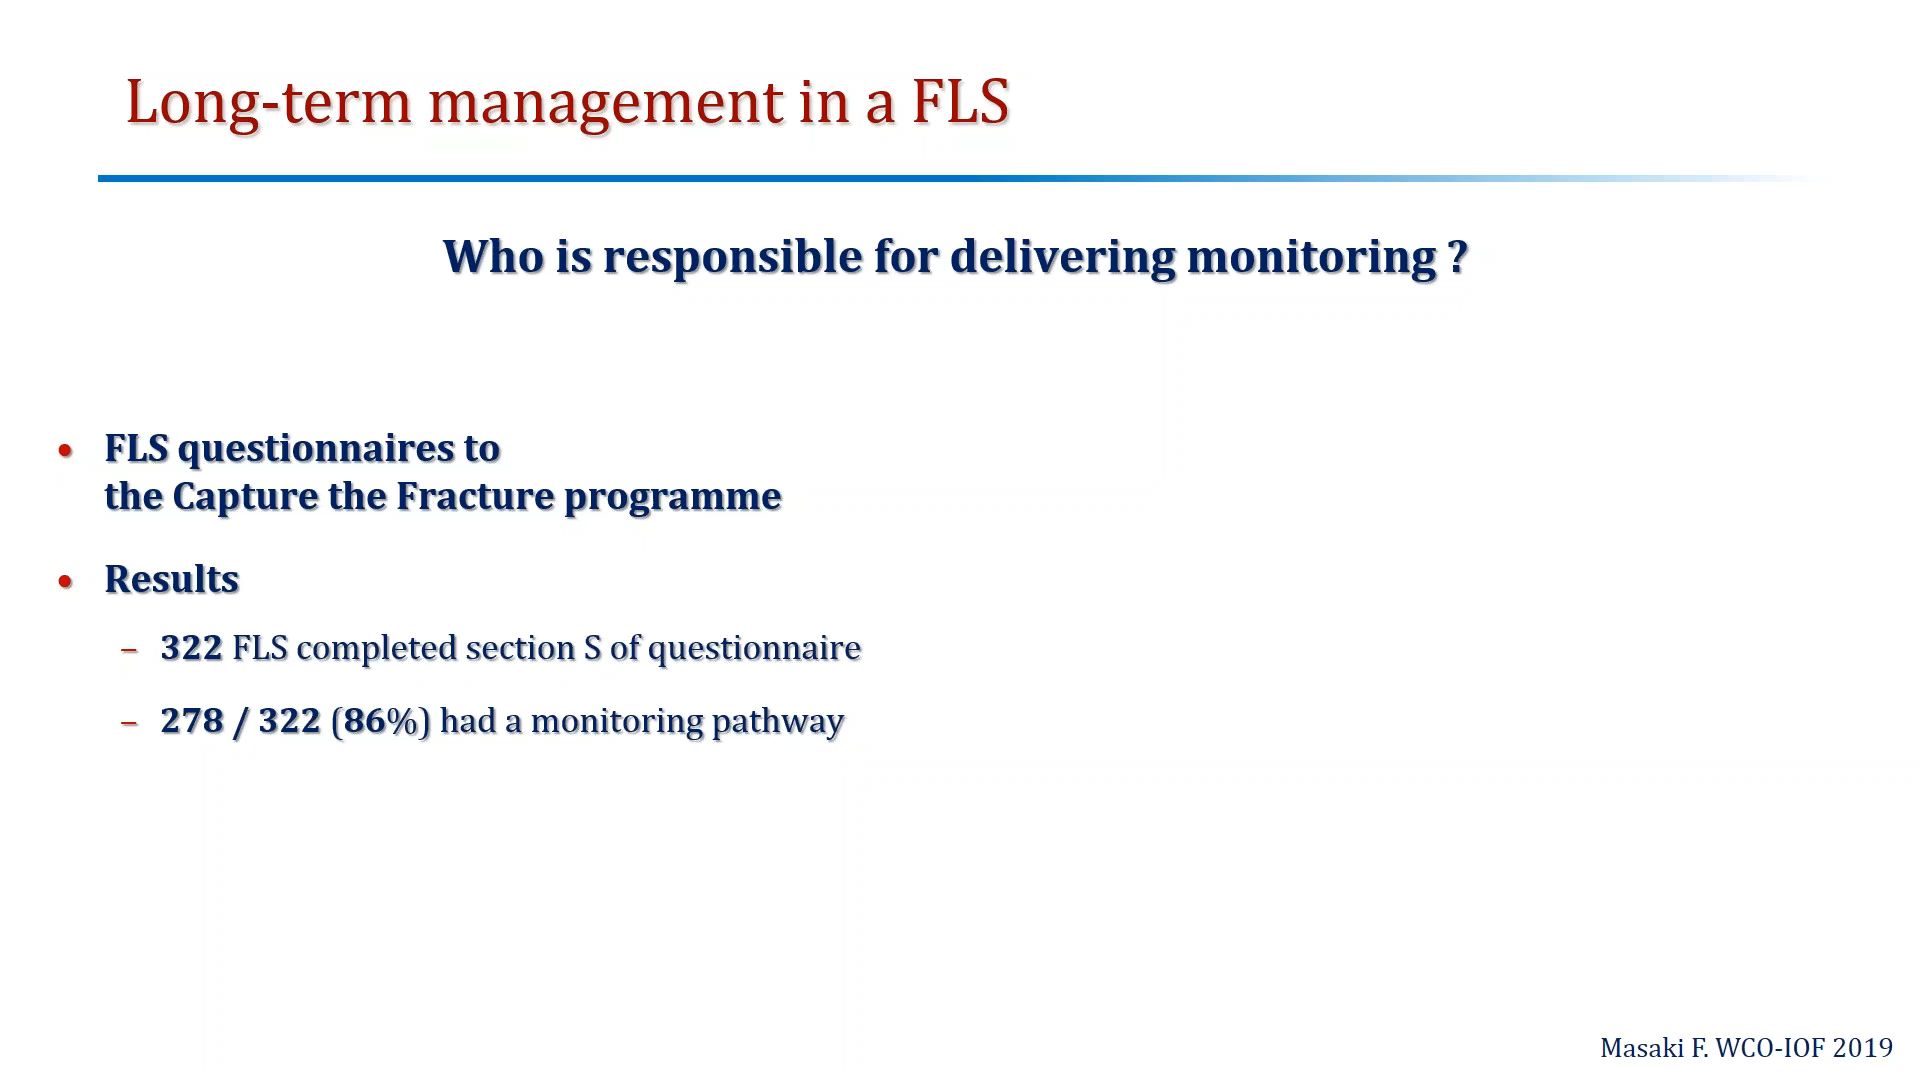 Long-term management in a FLS
Who is responsible for delivering monitoring ?
• FLS questionnaires to
the Capture the Fracture programme
• Results
– 322 FLS completed section S of questionnaire
– 278 / 322 (86%) had a monitoring pathway
Masaki F. WCO-IOF 2019